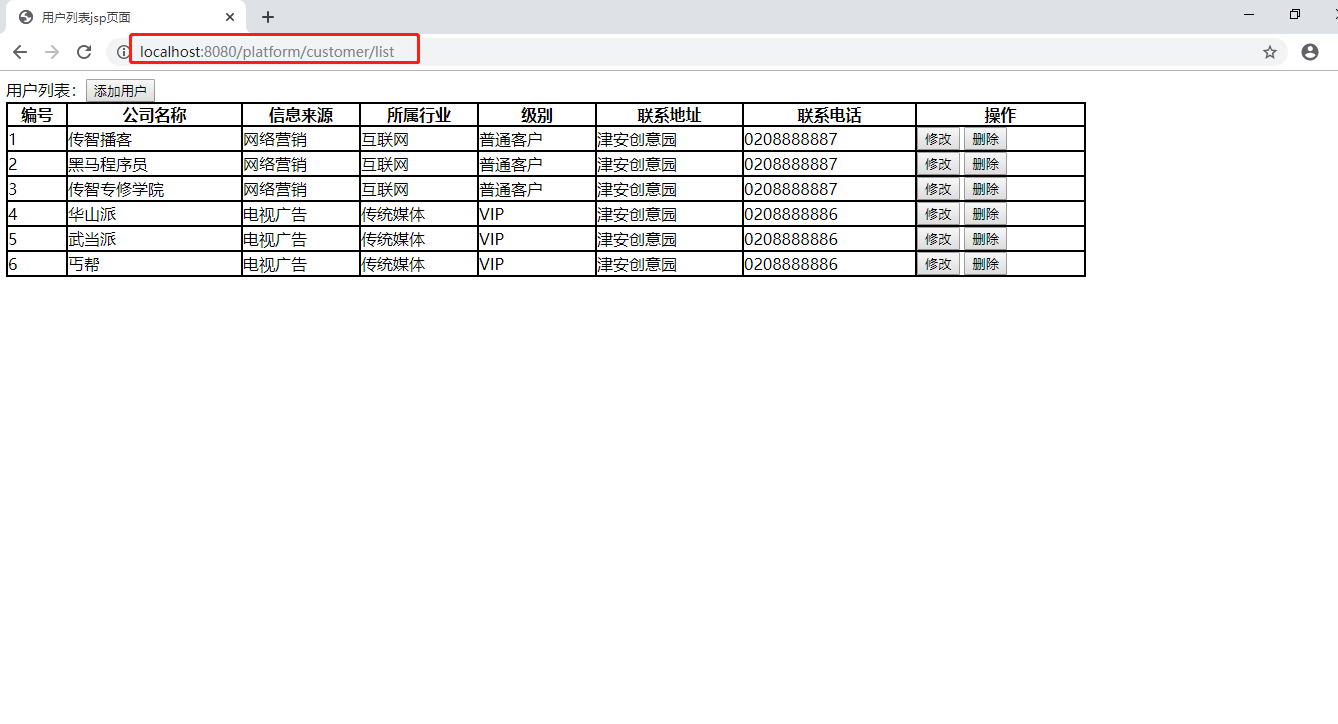 用户列表jsp页面
localhost:8080/platform/customer/list
用户列表： 添加用户
编号 公司名称 信息来源 所属行业 级别 联系地址 联系电话 操作
1 传智播客 网络营销 互联网 普通客户 津安创意园 0208888887 修改 删除
2 黑马程序员 网络营销 互联网 普通客户 津安创意园 0208888887 修改 删除
3 传智专修学院 网络营销 互联网 普通客户 津安创意园 0208888887 修改 删除
4 华山派 电视广告 传统媒体 VIP 津安创意园 0208888886 修改 删除
5 武当派 电视广告 传统媒体 VIP 津安创意园 0208888886 修改 删除
6 丐帮 电视广告 传统媒体 VIP 津安创意园 0208888886 修改 删除